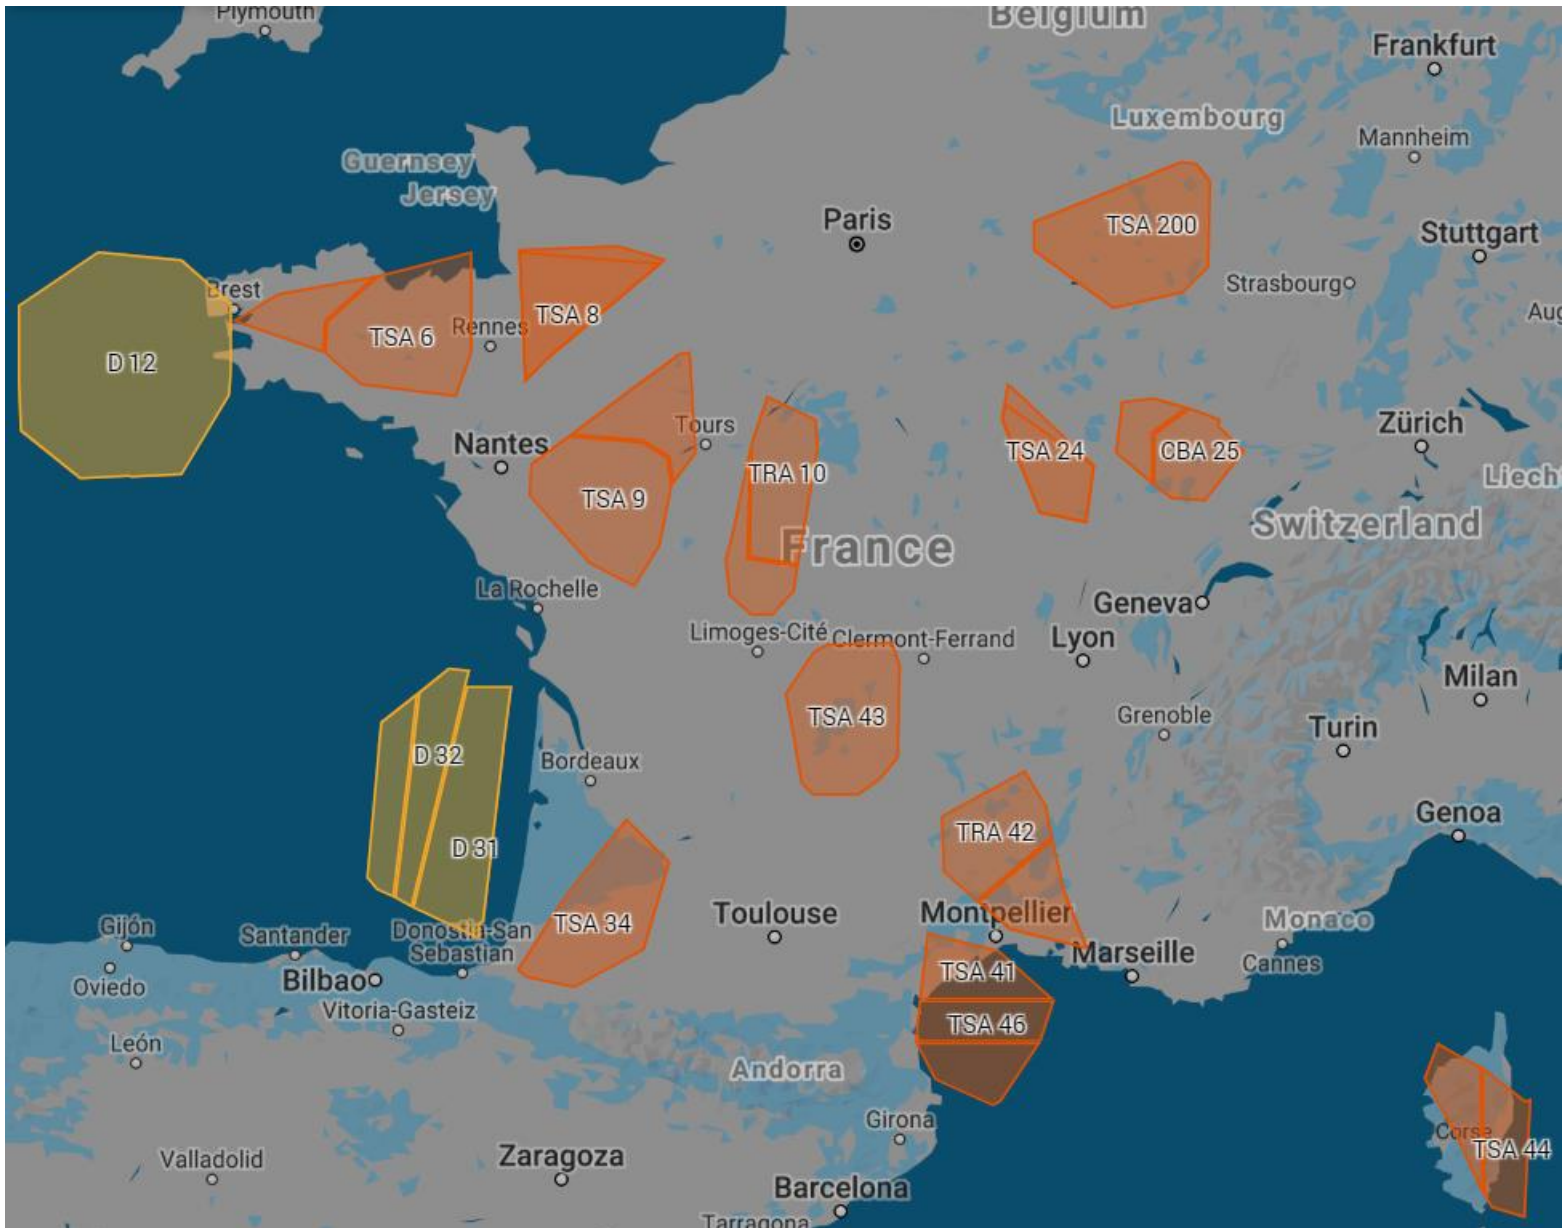 Plymouth
Belgium
Frankfurt
Luxembourg
Mannheim
Guernsey
Jersey
Paris
TSA 200
Stuttgart
Strasbourg
Brest
Aug
TSA 8
Rennes
TSA 6
D 12
Tours
Zürich
Nantes
TSA 24
CBA 25
TRA 10
Liech
TSA 9
Switzerland
France
La Rochelle
Geneva
Limoges-Cité
Clermont-Ferrand
Lyon
Milan
TSA 43
Grenoble
Turin
D 32
Bordeaux
Genoa
TRA 42
D 31
Toulouse
Montpellier
Monaco
TSA 34
Gijón
Santander
Donostia-San
Sebastian
Marseille
Cannes
TSA 41
Bilbao
Oviedo
Vitoria-Gasteiz
TSA 46
León
Andorra
Girona
Corse
TSA 44
Valladolid
Zaragoza
Barcelona
Tarragona